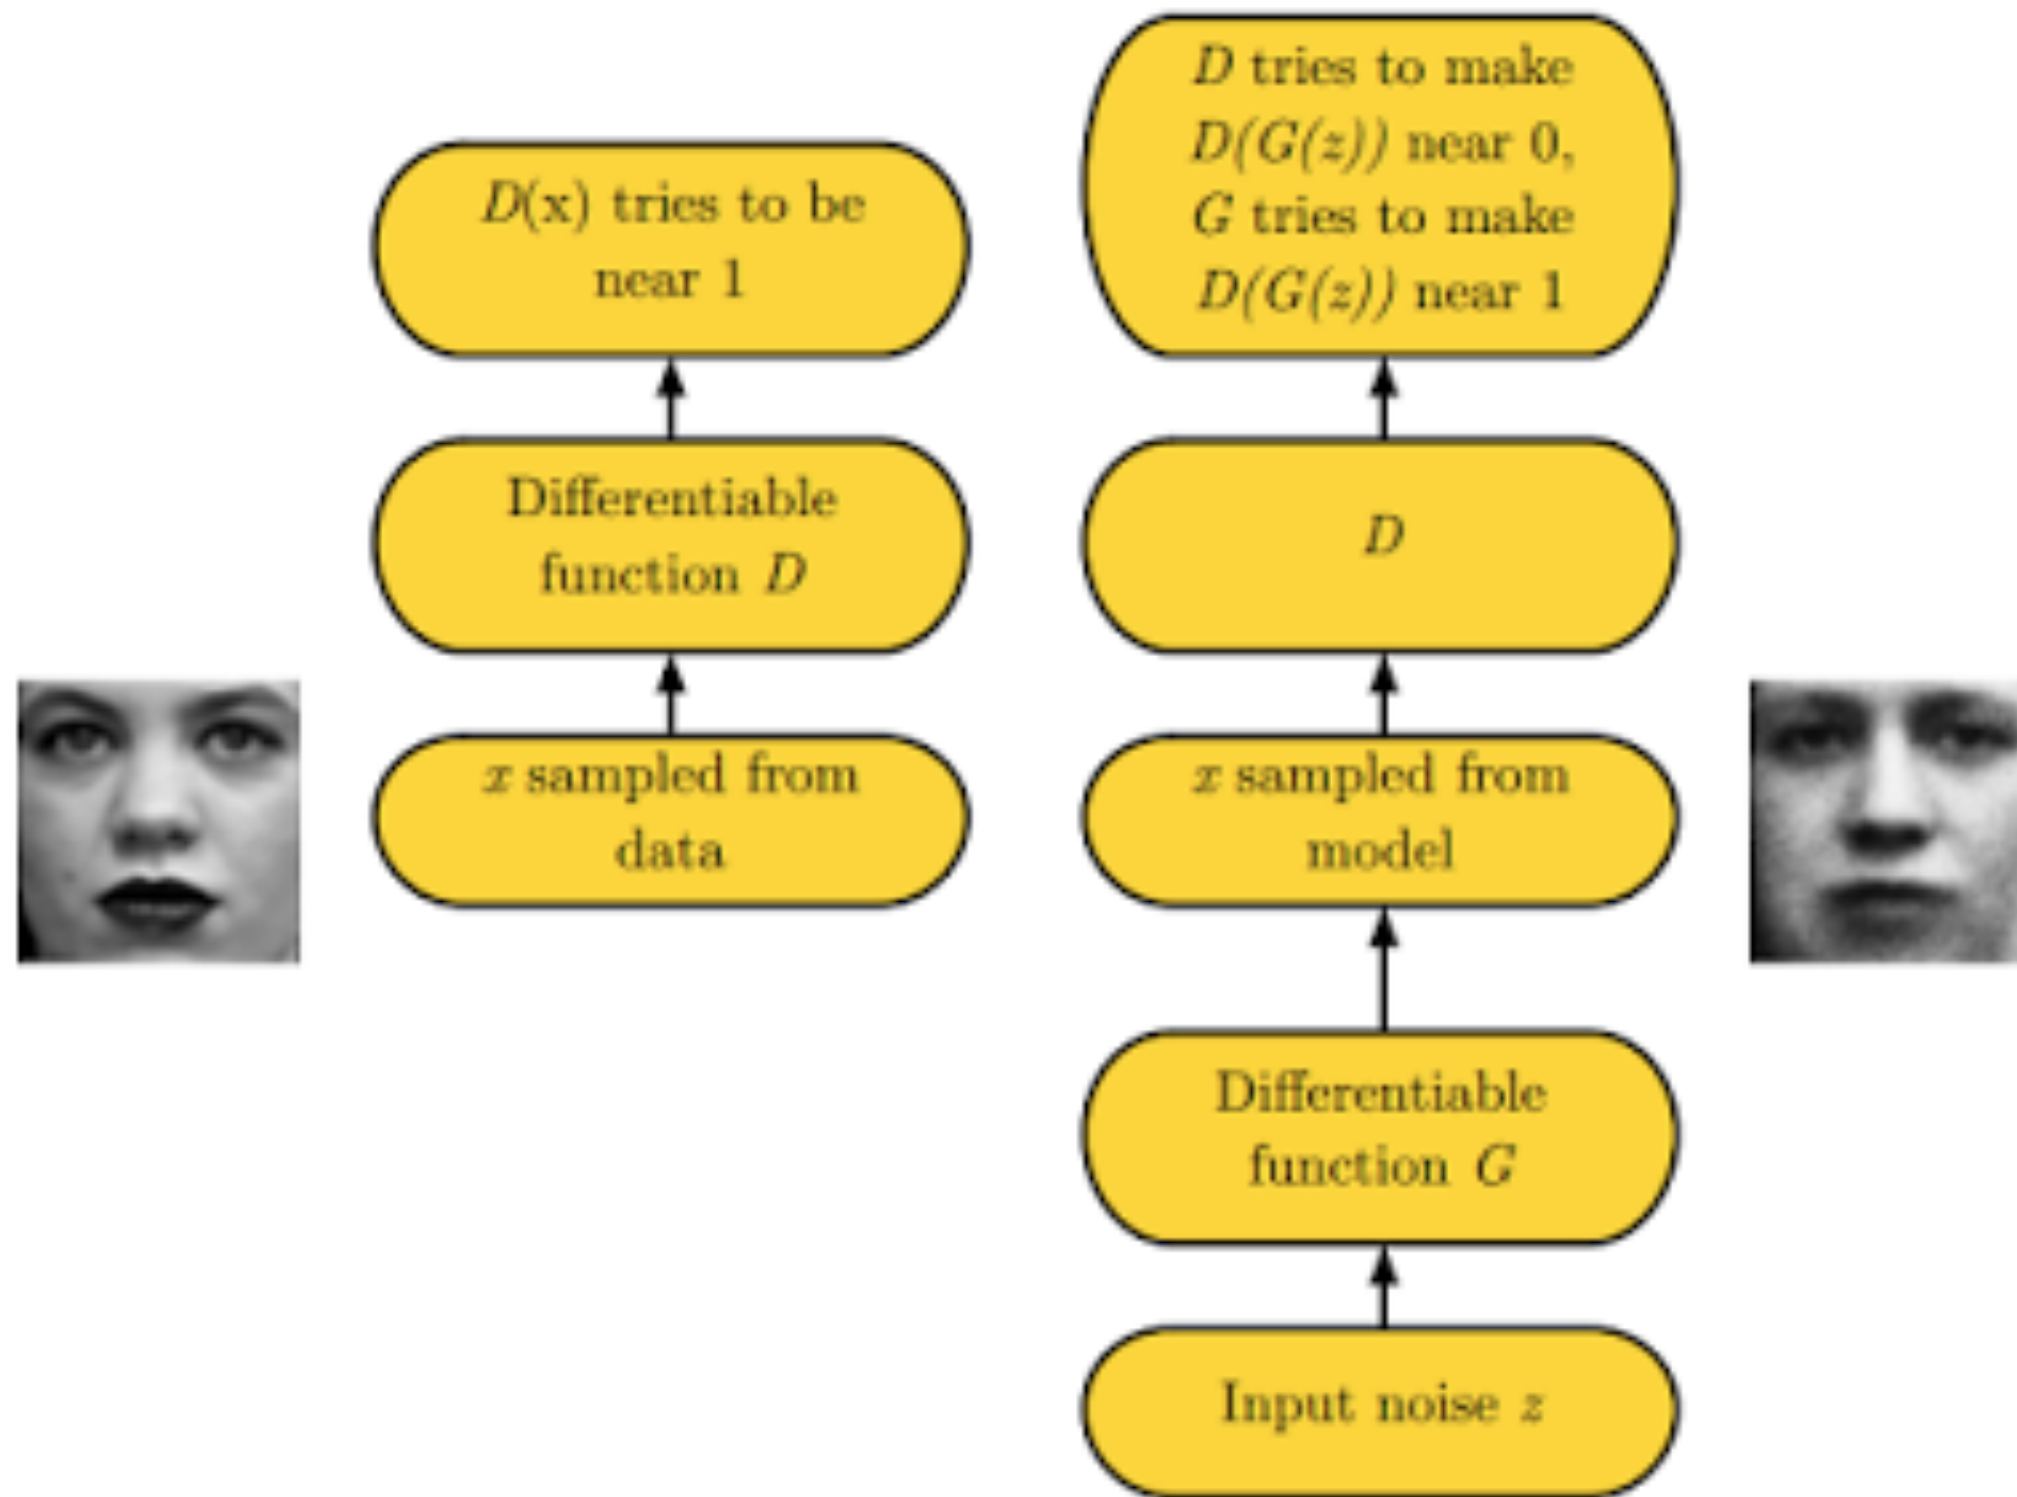 D(x) tries to be
near 1
Differentiable
function D
x sampled from
data
D tries to make
D(G(z)) near 0,
G tries to make
D(G(z)) near 1
D
x sampled from
model
Differentiable
function G
Input noise z